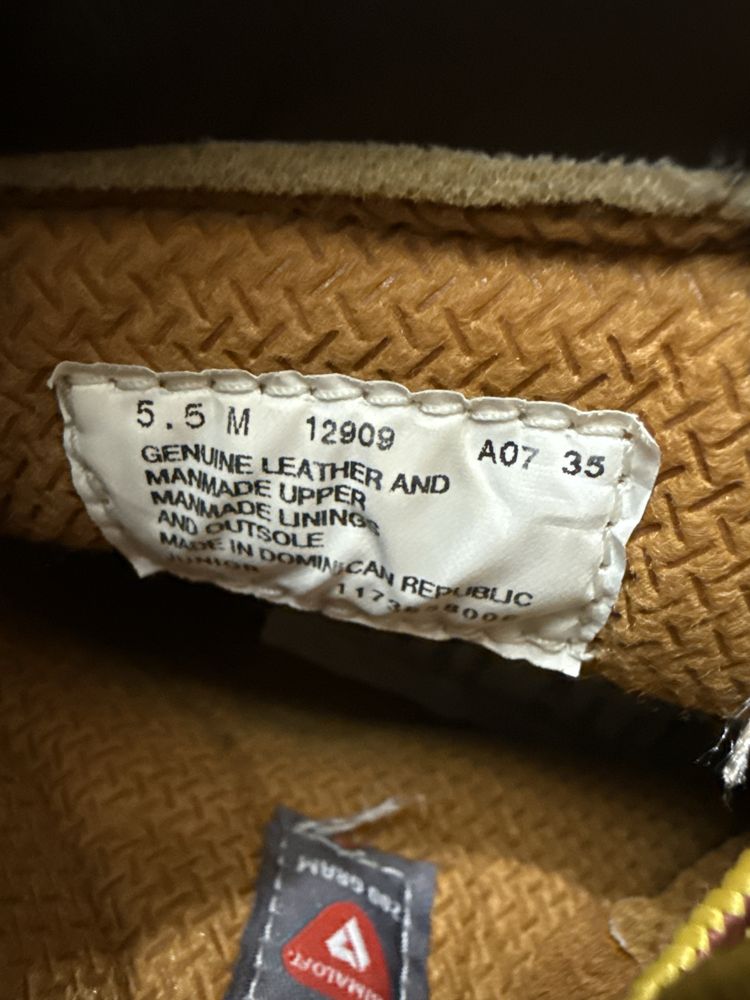 5.5 M 12909 A07 35
GENUINE LEATHER AND
MANMADE UPPER
MANMADE LININGS
AND OUTSOLE
MADE IN DOMINICAN REPUBLIC
JUNIOR
GRAM